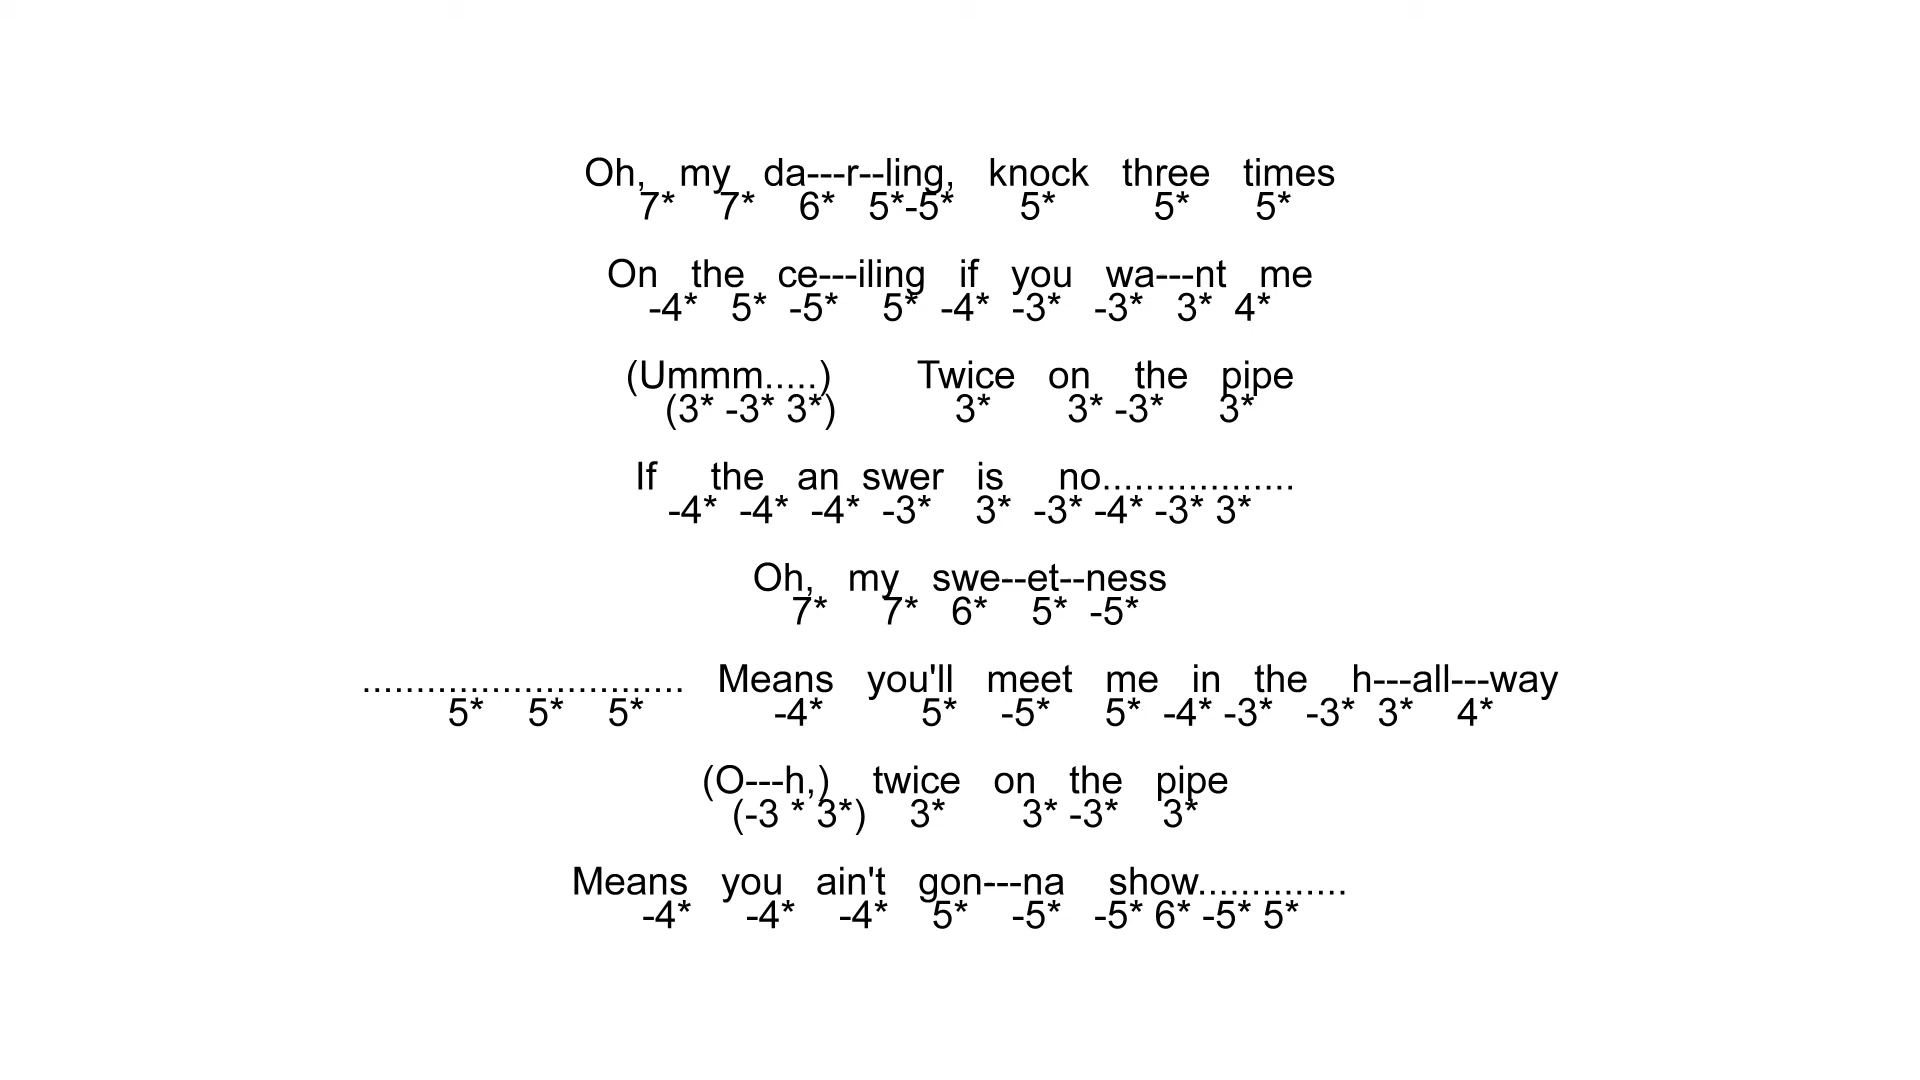 Oh, my da---r--ling, knock three times
7* 7* 6* 5*-5* 5* 5* 5*
On the ce---iling if you wa---nt me
-4* 5* -5* 5* -4* -3* -3* 3* 4*
(Ummm.....) Twice on the pipe
(3* -3* 3*) 3* 3* -3* 3*
If the an swer is no..................
-4* -4* -4* -3* 3* -3* -4* -3* 3*
Oh, my swe--et--ness
7* 7* 6* 5* -5*
.............................. Means you'll meet me in the h---all---way
5* 5* 5* -4* 5* -5* 5* -4* -3* -3* 3* 4*
(O---h,) twice on the pipe
(-3 * 3*) 3* 3* -3* 3*
Means you ain't gon---na show..............
-4* -4* -4* 5* -5* -5* 6* -5* 5*